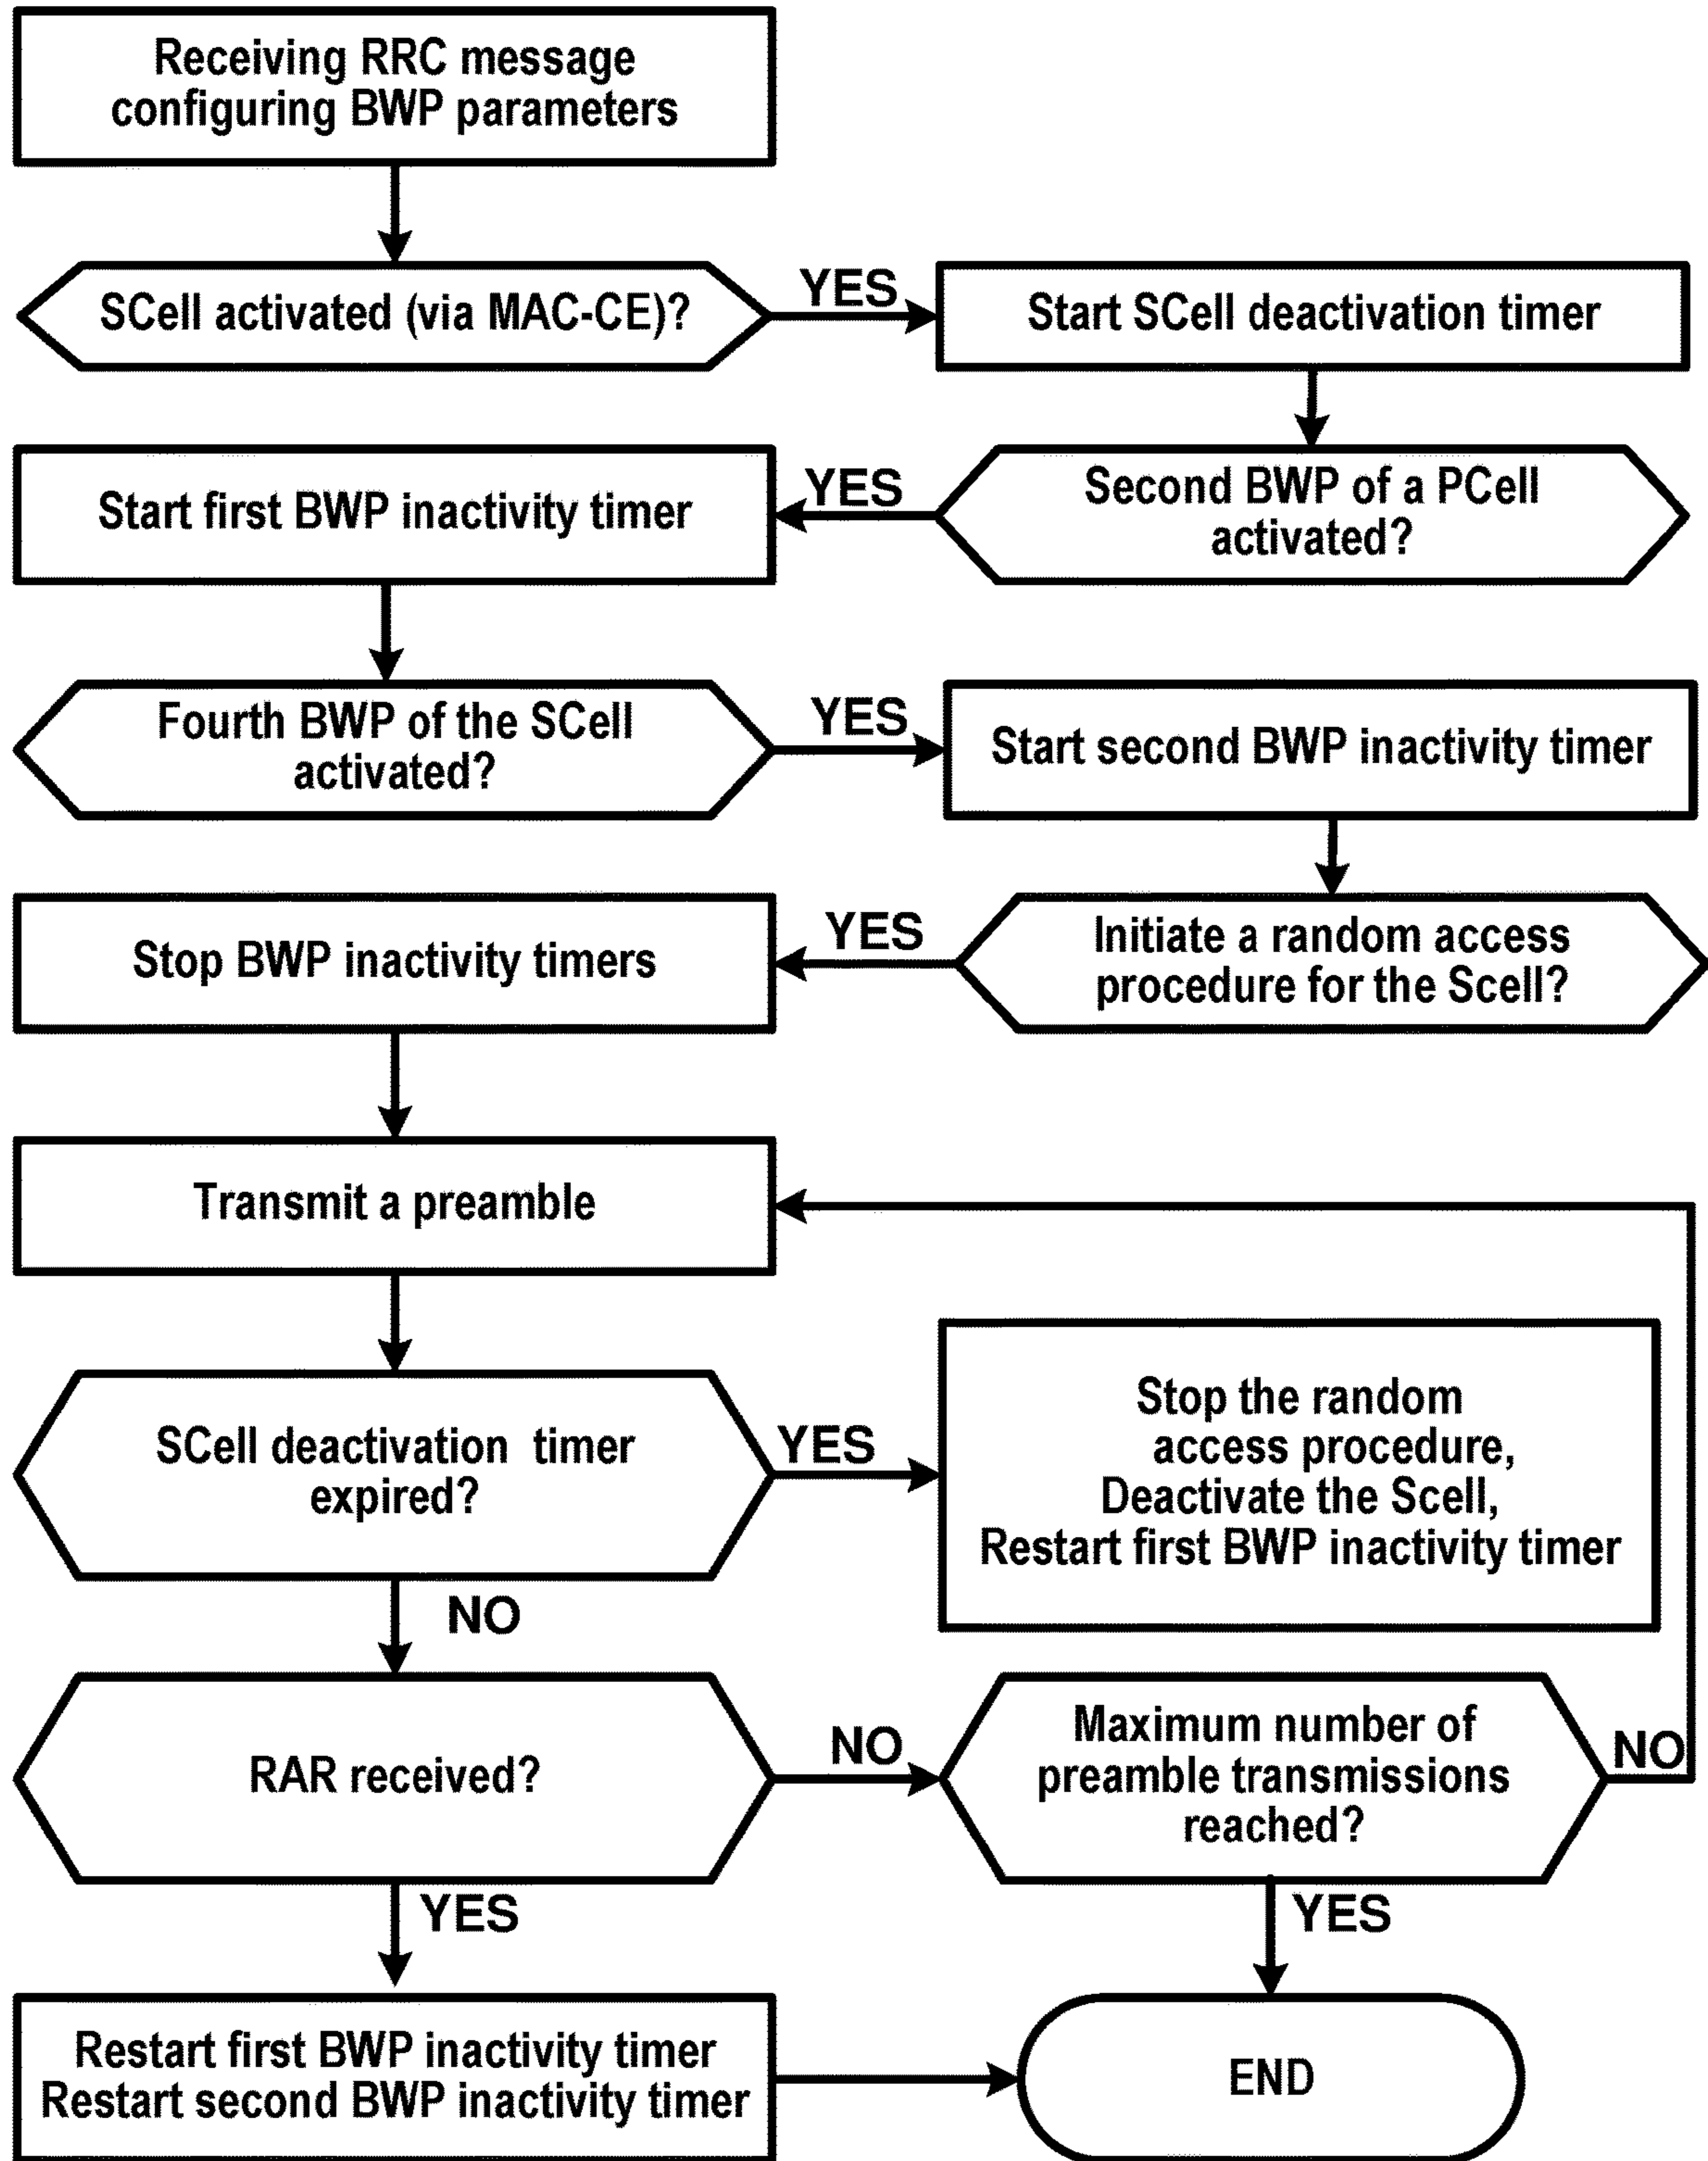 Receiving RRC message
configuring BWP parameters
SCell activated (via MAC-CE)?
YES
Start SCell deactivation timer
Second BWP of a PCell
activated?
YES
Start first BWP inactivity timer
Fourth BWP of the SCell
activated?
YES
Start second BWP inactivity timer
Initiate a random access
procedure for the Scell?
YES
Stop BWP inactivity timers
Transmit a preamble
SCell deactivation timer
expired?
YES
Stop the random
access procedure,
Deactivate the Scell,
Restart first BWP inactivity timer
NO
RAR received?
NO
Maximum number of
preamble transmissions
reached?
NO
YES
YES
Restart first BWP inactivity timer
Restart second BWP inactivity timer
END